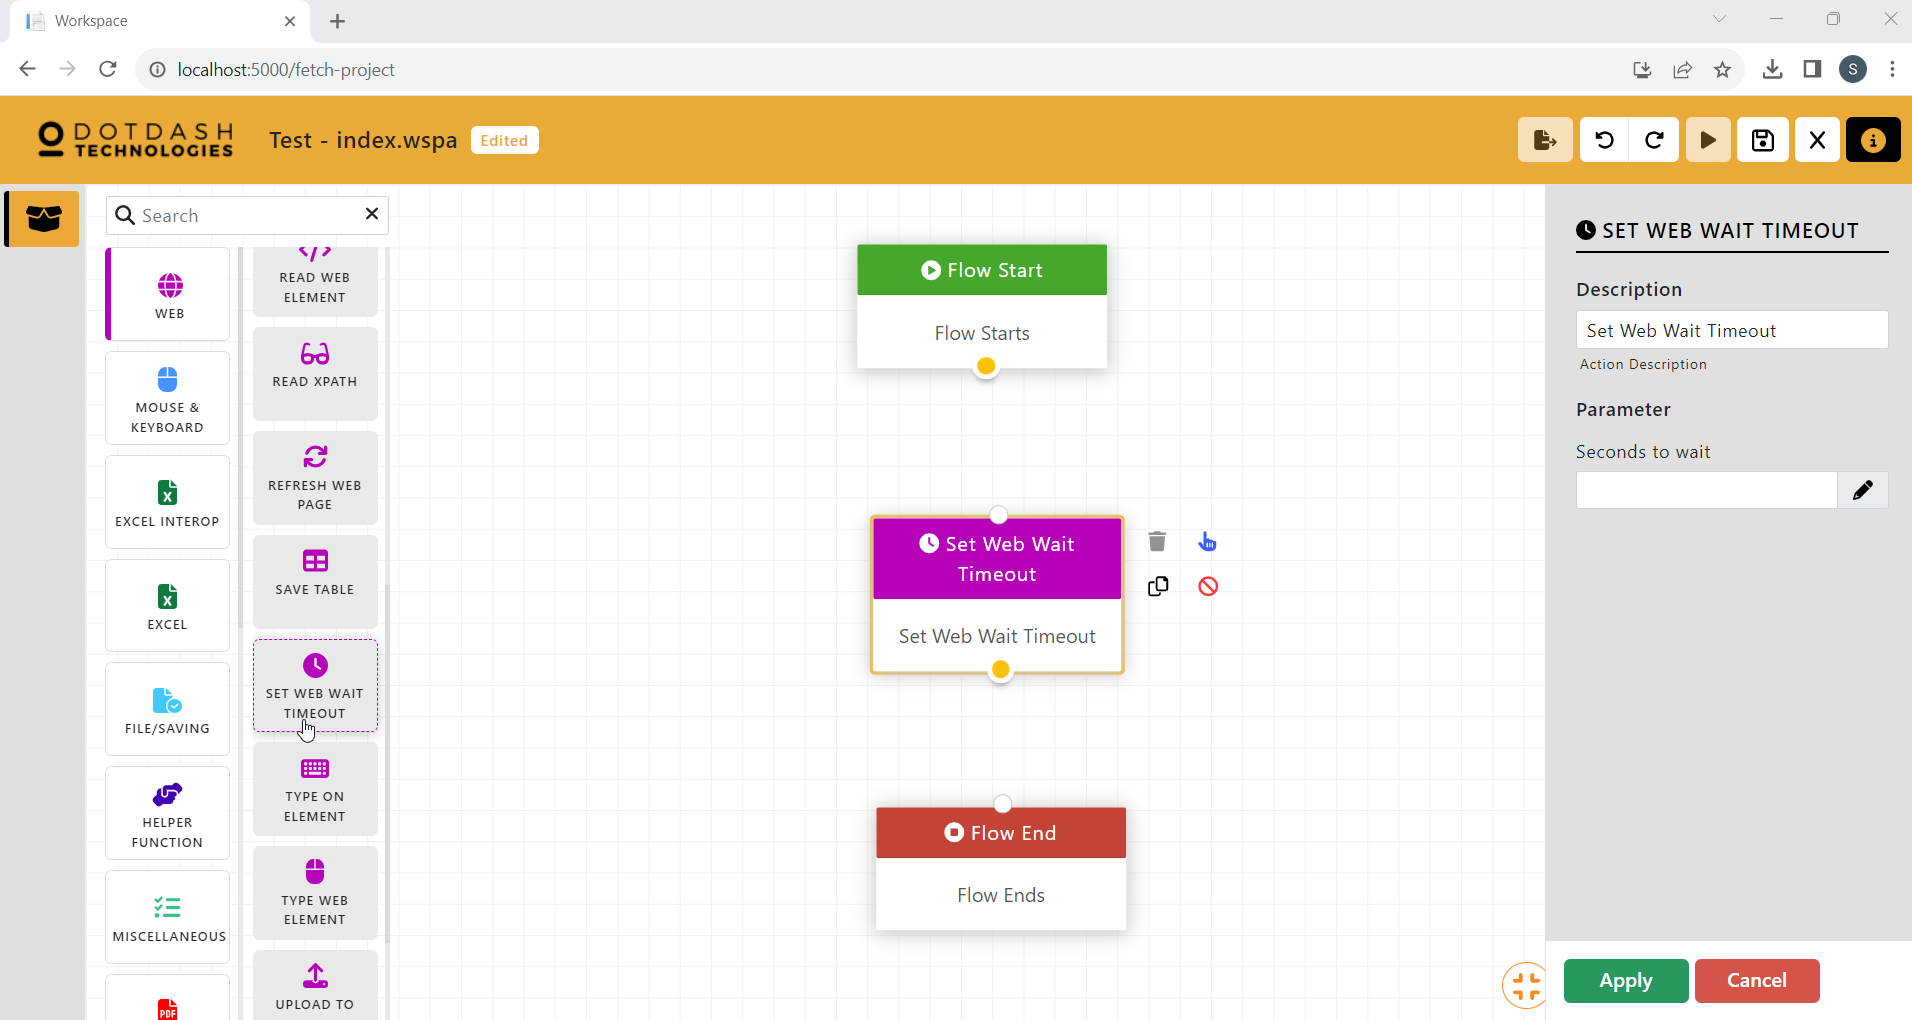 Workspace
localhost:5000/fetch-project
S
DOTDASH
TECHNOLOGIES
Test - index.wspa
Edited
Search
WEB
MOUSE &
KEYBOARD
EXCEL INTEROP
EXCEL
FILE/SAVING
HELPER
FUNCTION
MISCELLANEOUS
PDF
READ WEB
ELEMENT
READ XPATH
REFRESH WEB
PAGE
SAVE TABLE
SET WEB WAIT
TIMEOUT
TYPE ON
ELEMENT
TYPE WEB
ELEMENT
UPLOAD TO
Flow Start
Flow Starts
Set Web Wait
Timeout
Set Web Wait Timeout
Flow End
Flow Ends
SET WEB WAIT TIMEOUT
Description
Set Web Wait Timeout
Action Description
Parameter
Seconds to wait
Apply
Cancel